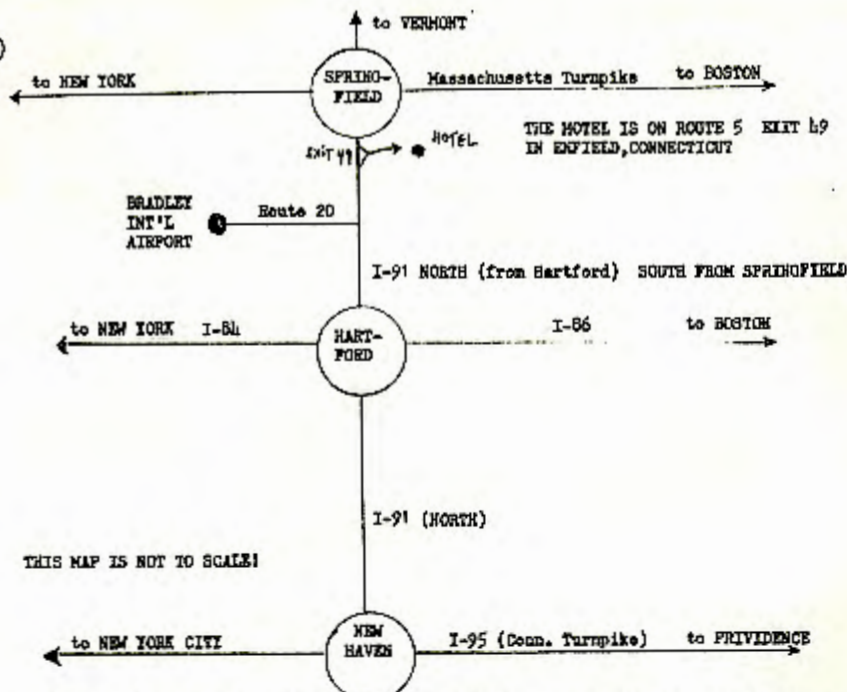 to VERMONT
to NEW YORK
SPRING-
FIELD
Massachusetts Turnpike to BOSTON
EXIT 49
HOTEL
THE MOTEL IS ON ROUTE 5 EXIT 49
IN ENFIELD, CONNECTICUT
BRADLEY
INT'L
AIRPORT
Route 20
I-91 NORTH (from Hartford) SOUTH FROM SPRINGFIELD
to NEW YORK I-84
HART-
FORD
I-86 to BOSTON
I-91 (NORTH)
THIS MAP IS NOT TO SCALE!
to NEW YORK CITY
NEW
HAVEN
I-95 (Conn. Turnpike) to PRIVIDENCE